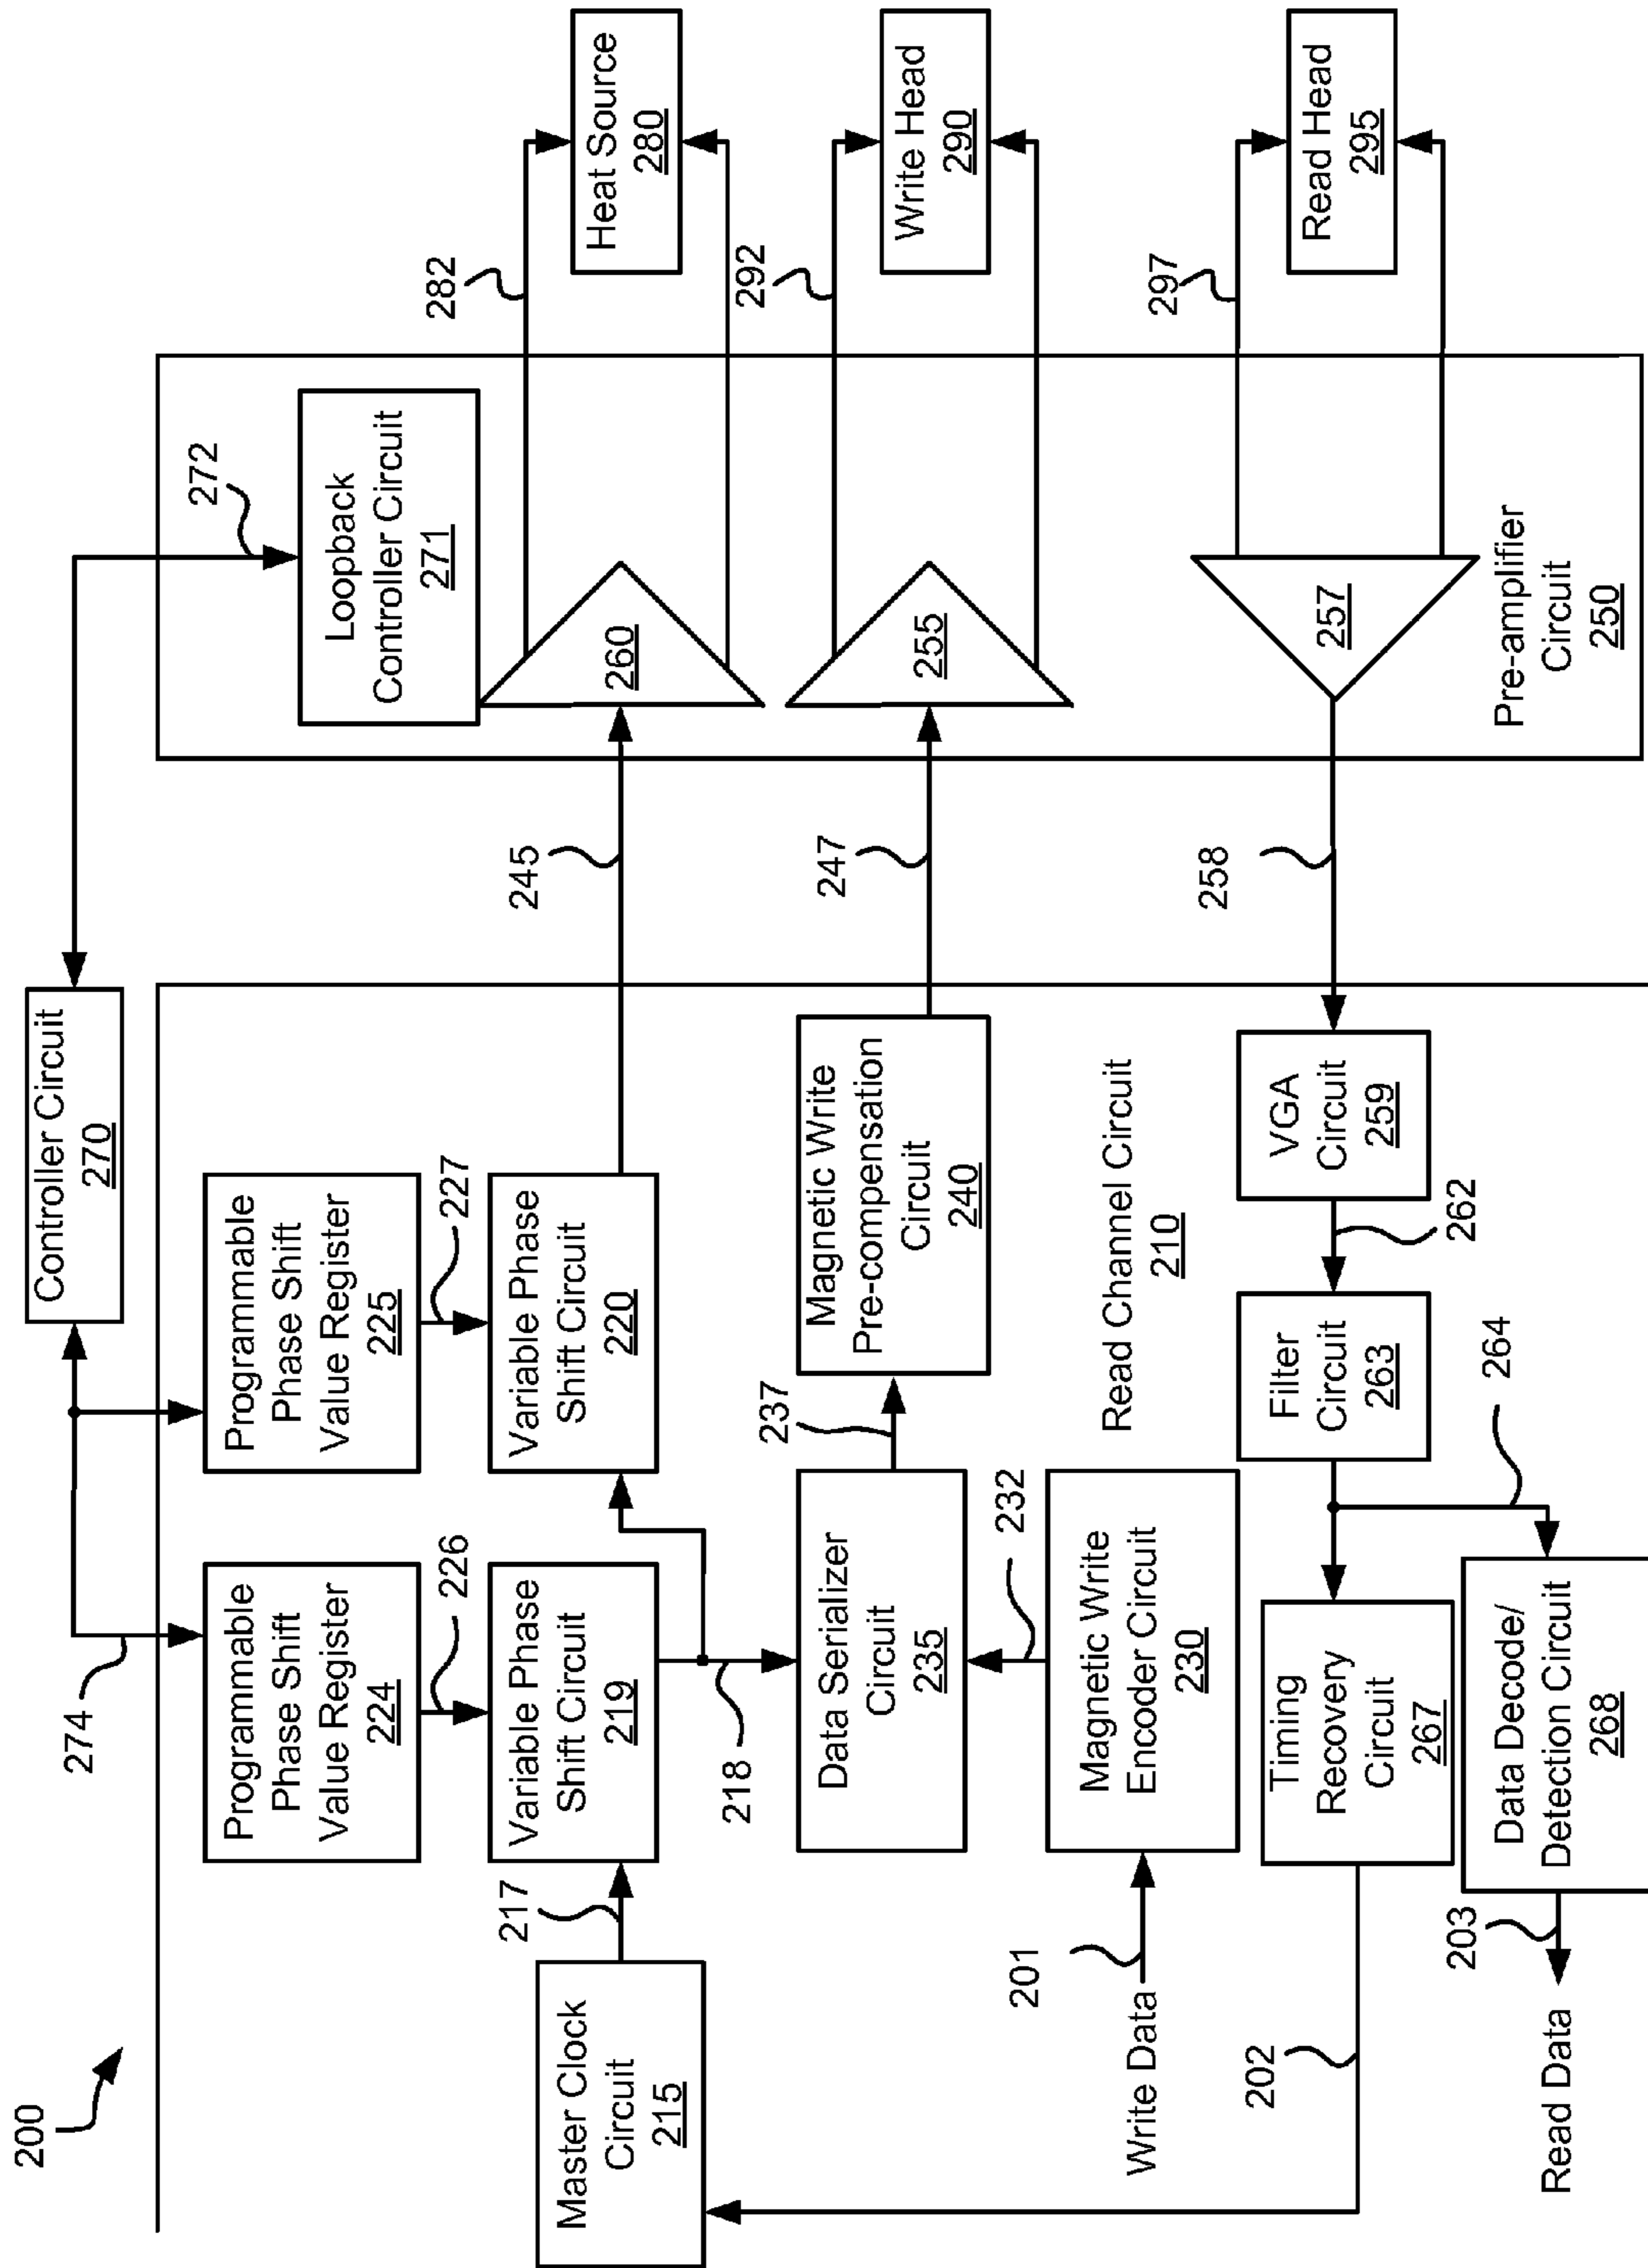 200
274
Controller Circuit
270
272
Programmable
Phase Shift
Value Register
224
Programmable
Phase Shift
Value Register
225
Loopback
Controller Circuit
271
226
227
282
217
Master Clock
Circuit
215
Variable Phase
Shift Circuit
219
Variable Phase
Shift Circuit
220
245
260
Heat Source
280
218
292
Data Serializer
Circuit
235
237
Magnetic Write
Pre-compensation
Circuit
240
247
255
Write Head
290
232
201
Write Data
Magnetic Write
Encoder Circuit
230
Read Channel Circuit
210
297
202
Timing
Recovery
Circuit
267
Filter
Circuit
263
262
VGA
Circuit
259
258
257
Read Head
295
264
203
Read Data
Data Decode/
Detection Circuit
268
Pre-amplifier
Circuit
250